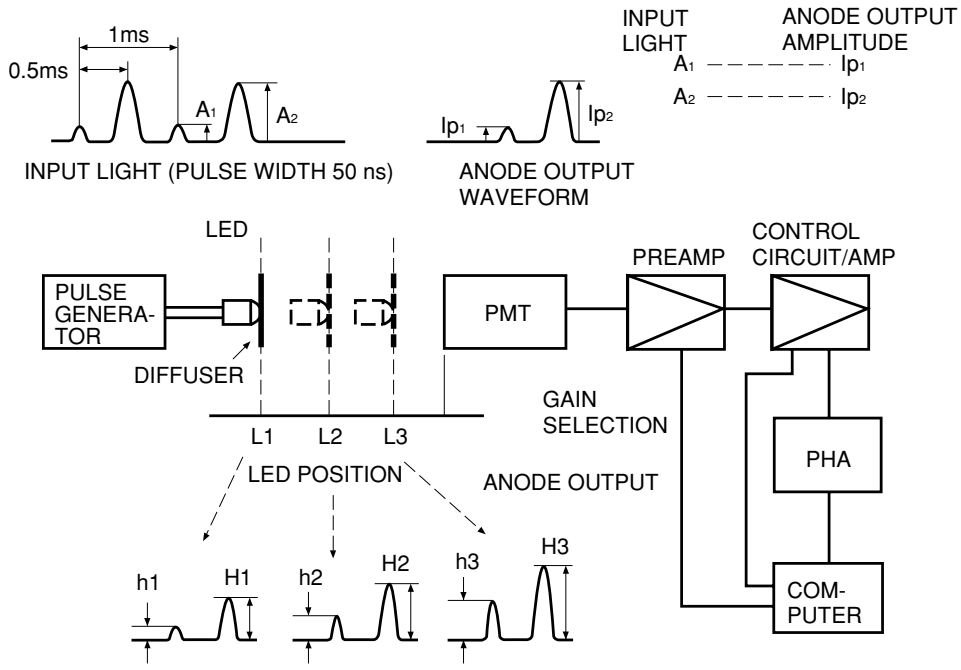 INPUT
LIGHT
ANODE OUTPUT
AMPLITUDE
A1
Ip1
A2
Ip2
1ms
0.5ms
A1
A2
INPUT LIGHT (PULSE WIDTH 50 ns)
Ip1
Ip2
ANODE OUTPUT
WAVEFORM
LED
PULSE
GENERA-
TOR
DIFFUSER
PMT
PREAMP
CONTROL
CIRCUIT/AMP
GAIN
SELECTION
PHA
L1
L2
L3
LED POSITION
ANODE OUTPUT
COM-
PUTER
h1
H1
h2
H2
h3
H3